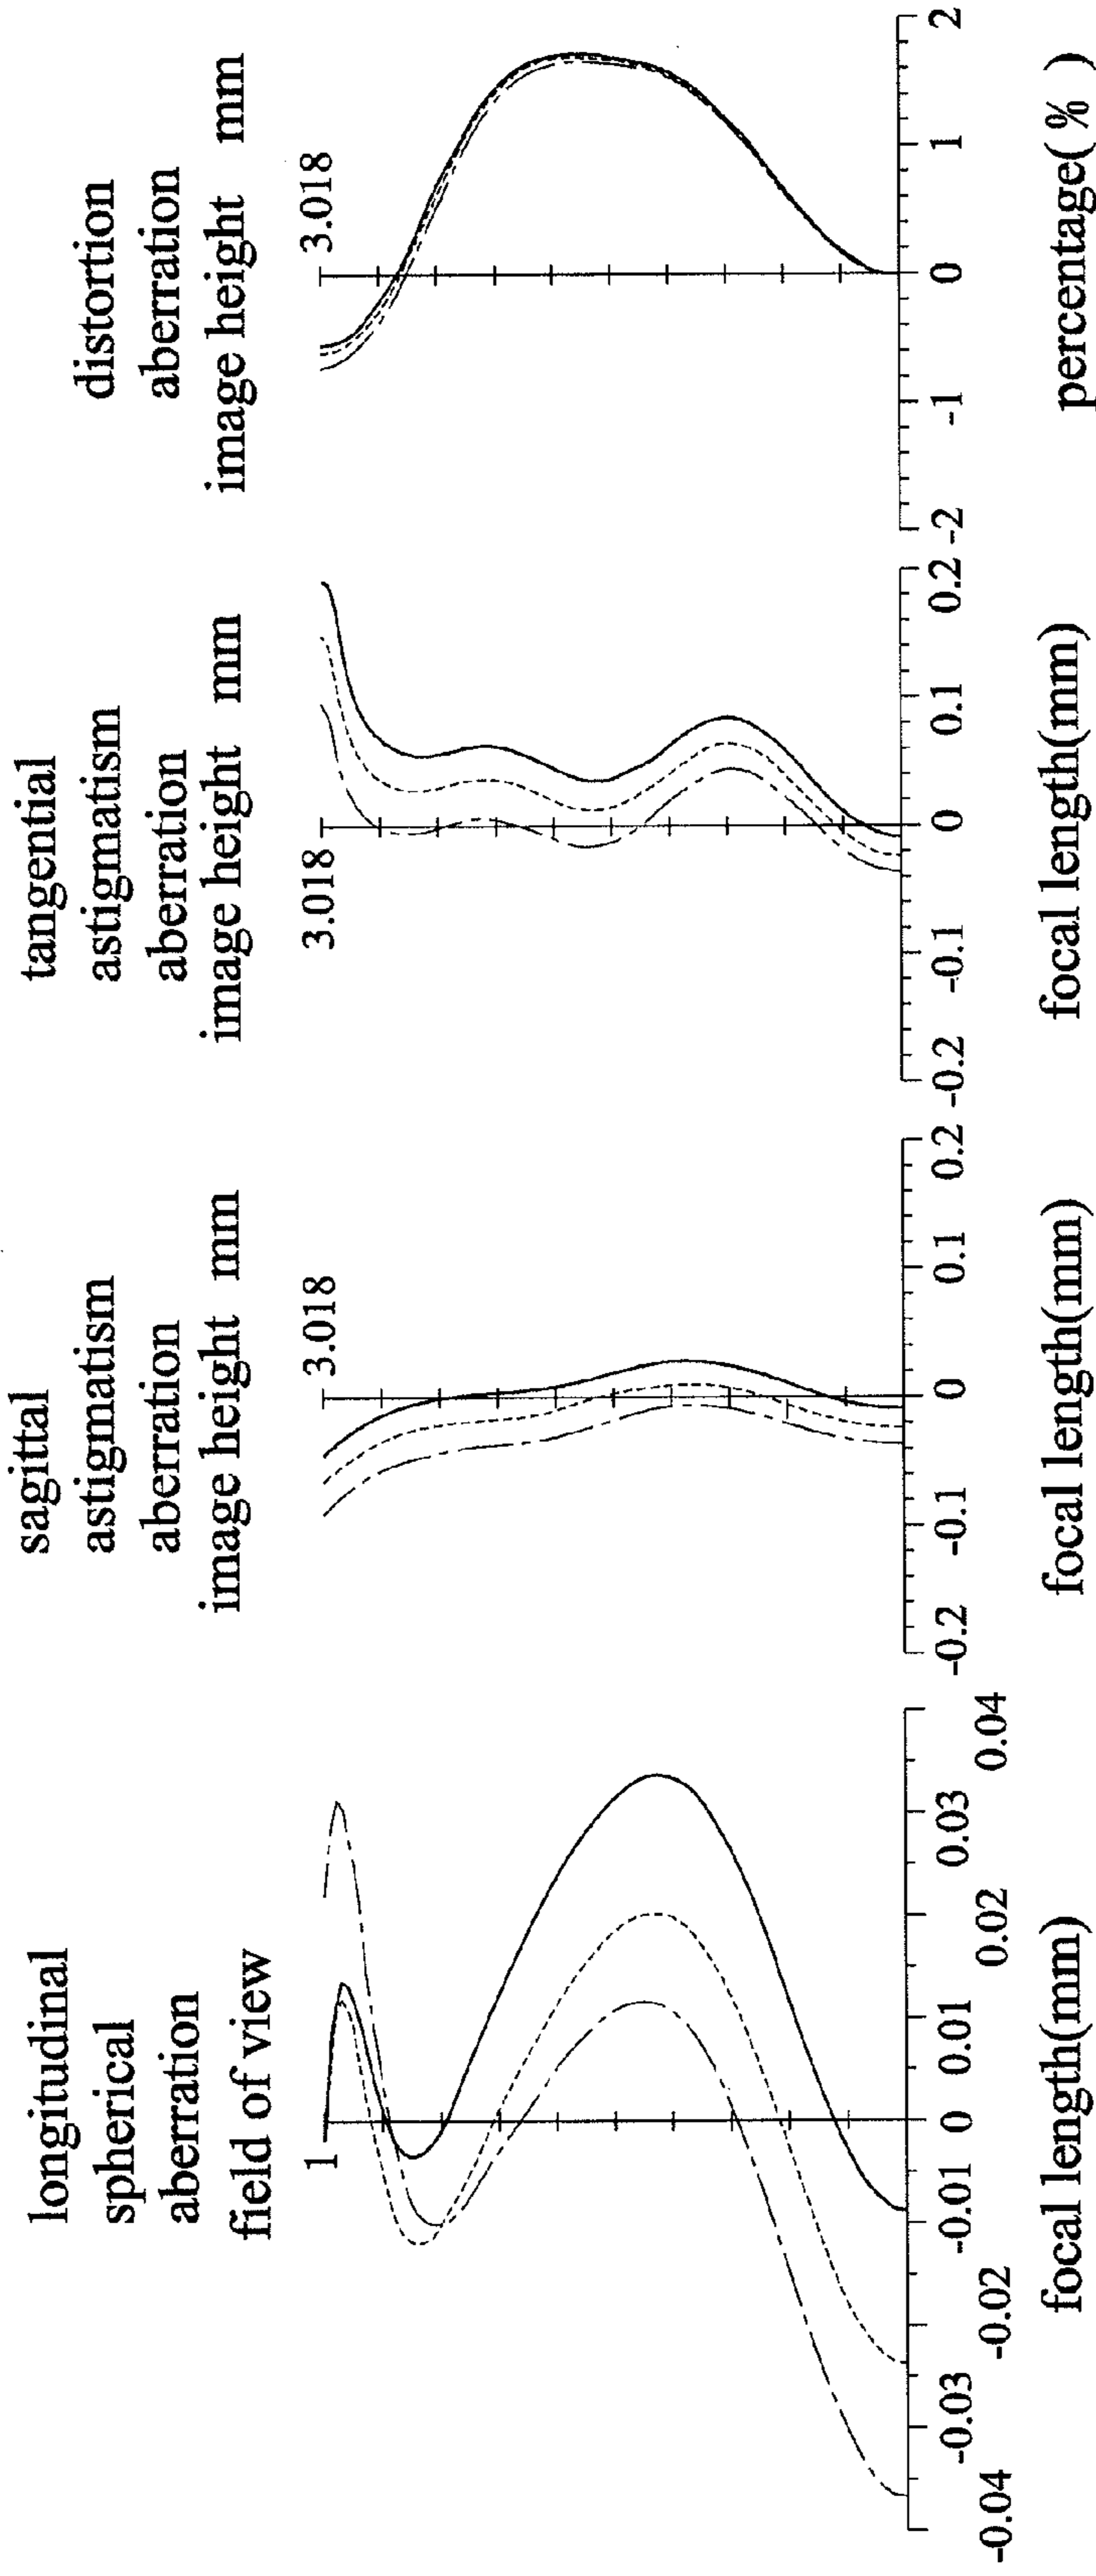 longitudinal
spherical
aberration
field of view
1
-0.04
-0.03
-0.02
-0.01
0
0.01
0.02
0.03
0.04
focal length(mm)
sagittal
astigmatism
aberration
image height mm
3.018
-0.2
-0.1
0
0.1
0.2
focal length(mm)
tangential
astigmatism
aberration
image height mm
3.018
-0.2
-0.1
0
0.1
0.2
focal length(mm)
distortion
aberration
image height mm
3.018
-2
-1
0
1
2
percentage( % )